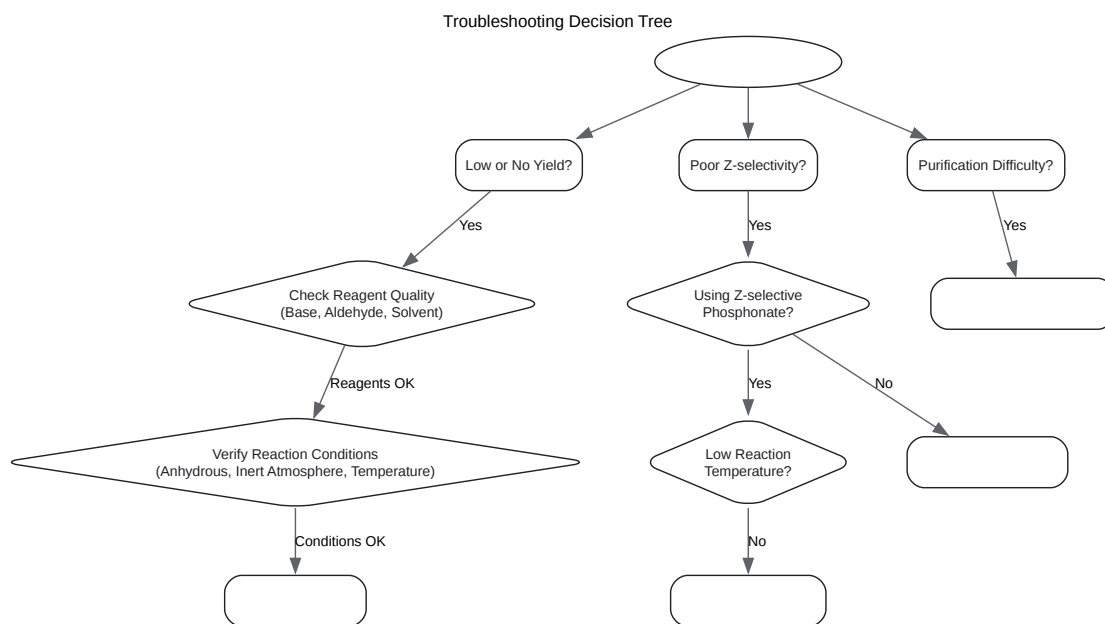 Troubleshooting Decision Tree
Low or No Yield?
Poor Z-selectivity?
Purification Difficulty?
Yes
Yes
Yes
Check Reagent Quality
(Base, Aldehyde, Solvent)
Using Z-selective
Phosphonate?
Reagents OK
Yes
No
Verify Reaction Conditions
(Anhydrous, Inert Atmosphere, Temperature)
Low Reaction
Temperature?
Conditions OK
No